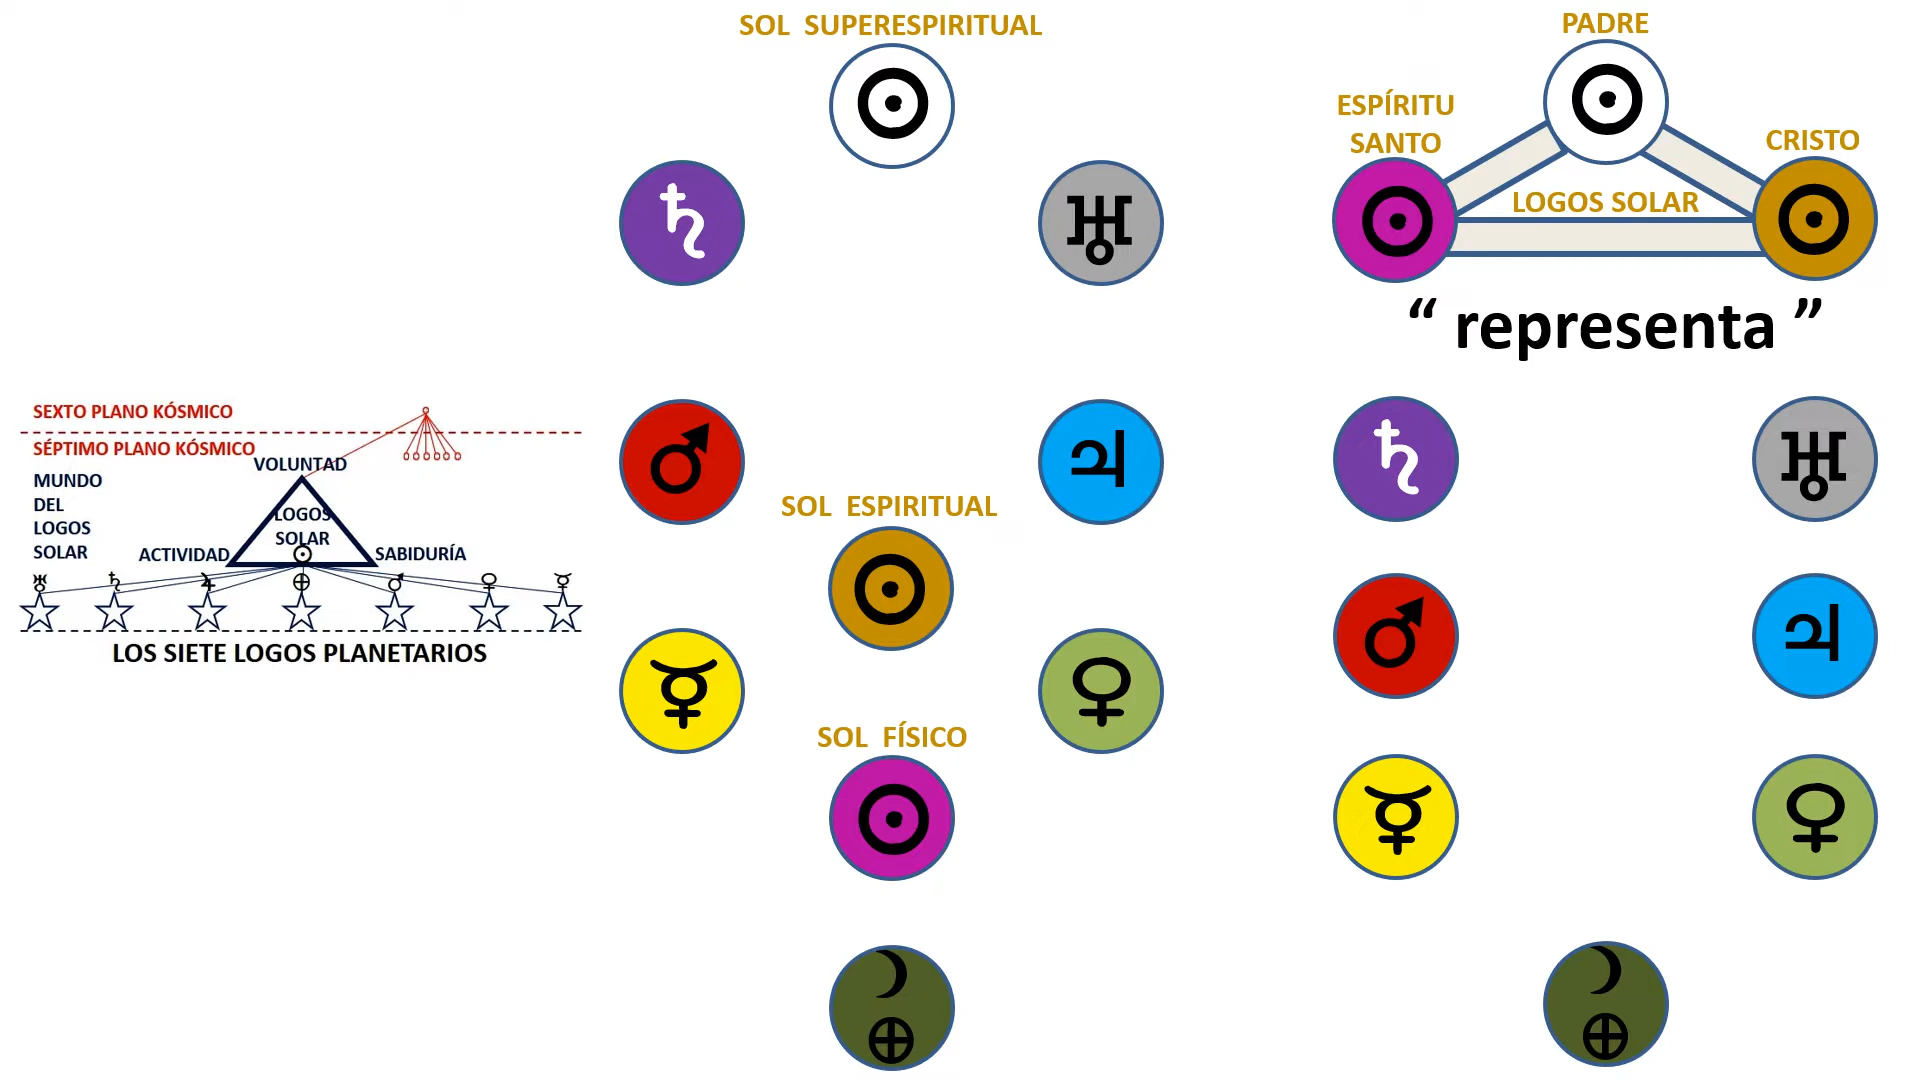 SEXTO PLANO KÓSMICO
SÉPTIMO PLANO KÓSMICO
MUNDO
DEL
LOGOS
SOLAR
VOLUNTAD
LOGOS
SOLAR
ACTIVIDAD
SABIDURÍA
LOS SIETE LOGOS PLANETARIOS
SOL SUPERESPIRITUAL
SOL ESPIRITUAL
SOL FÍSICO
PADRE
ESPÍRITU
SANTO
CRISTO
LOGOS SOLAR
“ representa ”